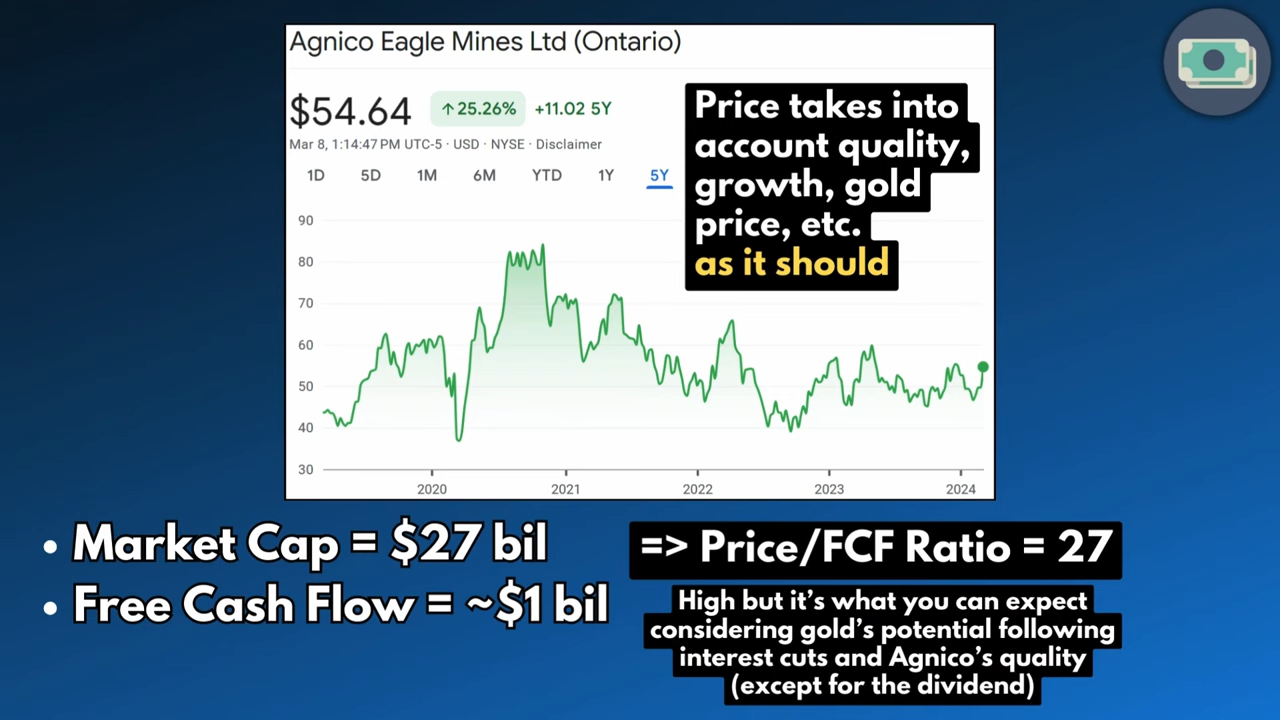 Agnico Eagle Mines Ltd (Ontario)
$54.64 ↑ 25.26% +11.02 5Y
Mar 8, 1:14:47 PM UTC-5 · USD · NYSE · Disclaimer
1D 5D 1M 6M YTD 1Y 5Y
Price takes into
account quality,
growth, gold
price, etc.
as it should
90
80
70
60
50
40
30
2020 2021 2022 2023 2024
• Market Cap = $27 bil
• Free Cash Flow = ~$1 bil
=> Price/FCF Ratio = 27
High but it's what you can expect
considering gold's potential following
interest cuts and Agnico's quality
(except for the dividend)